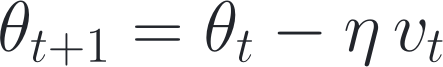 θ_{t+1} = θ_t − η v_t